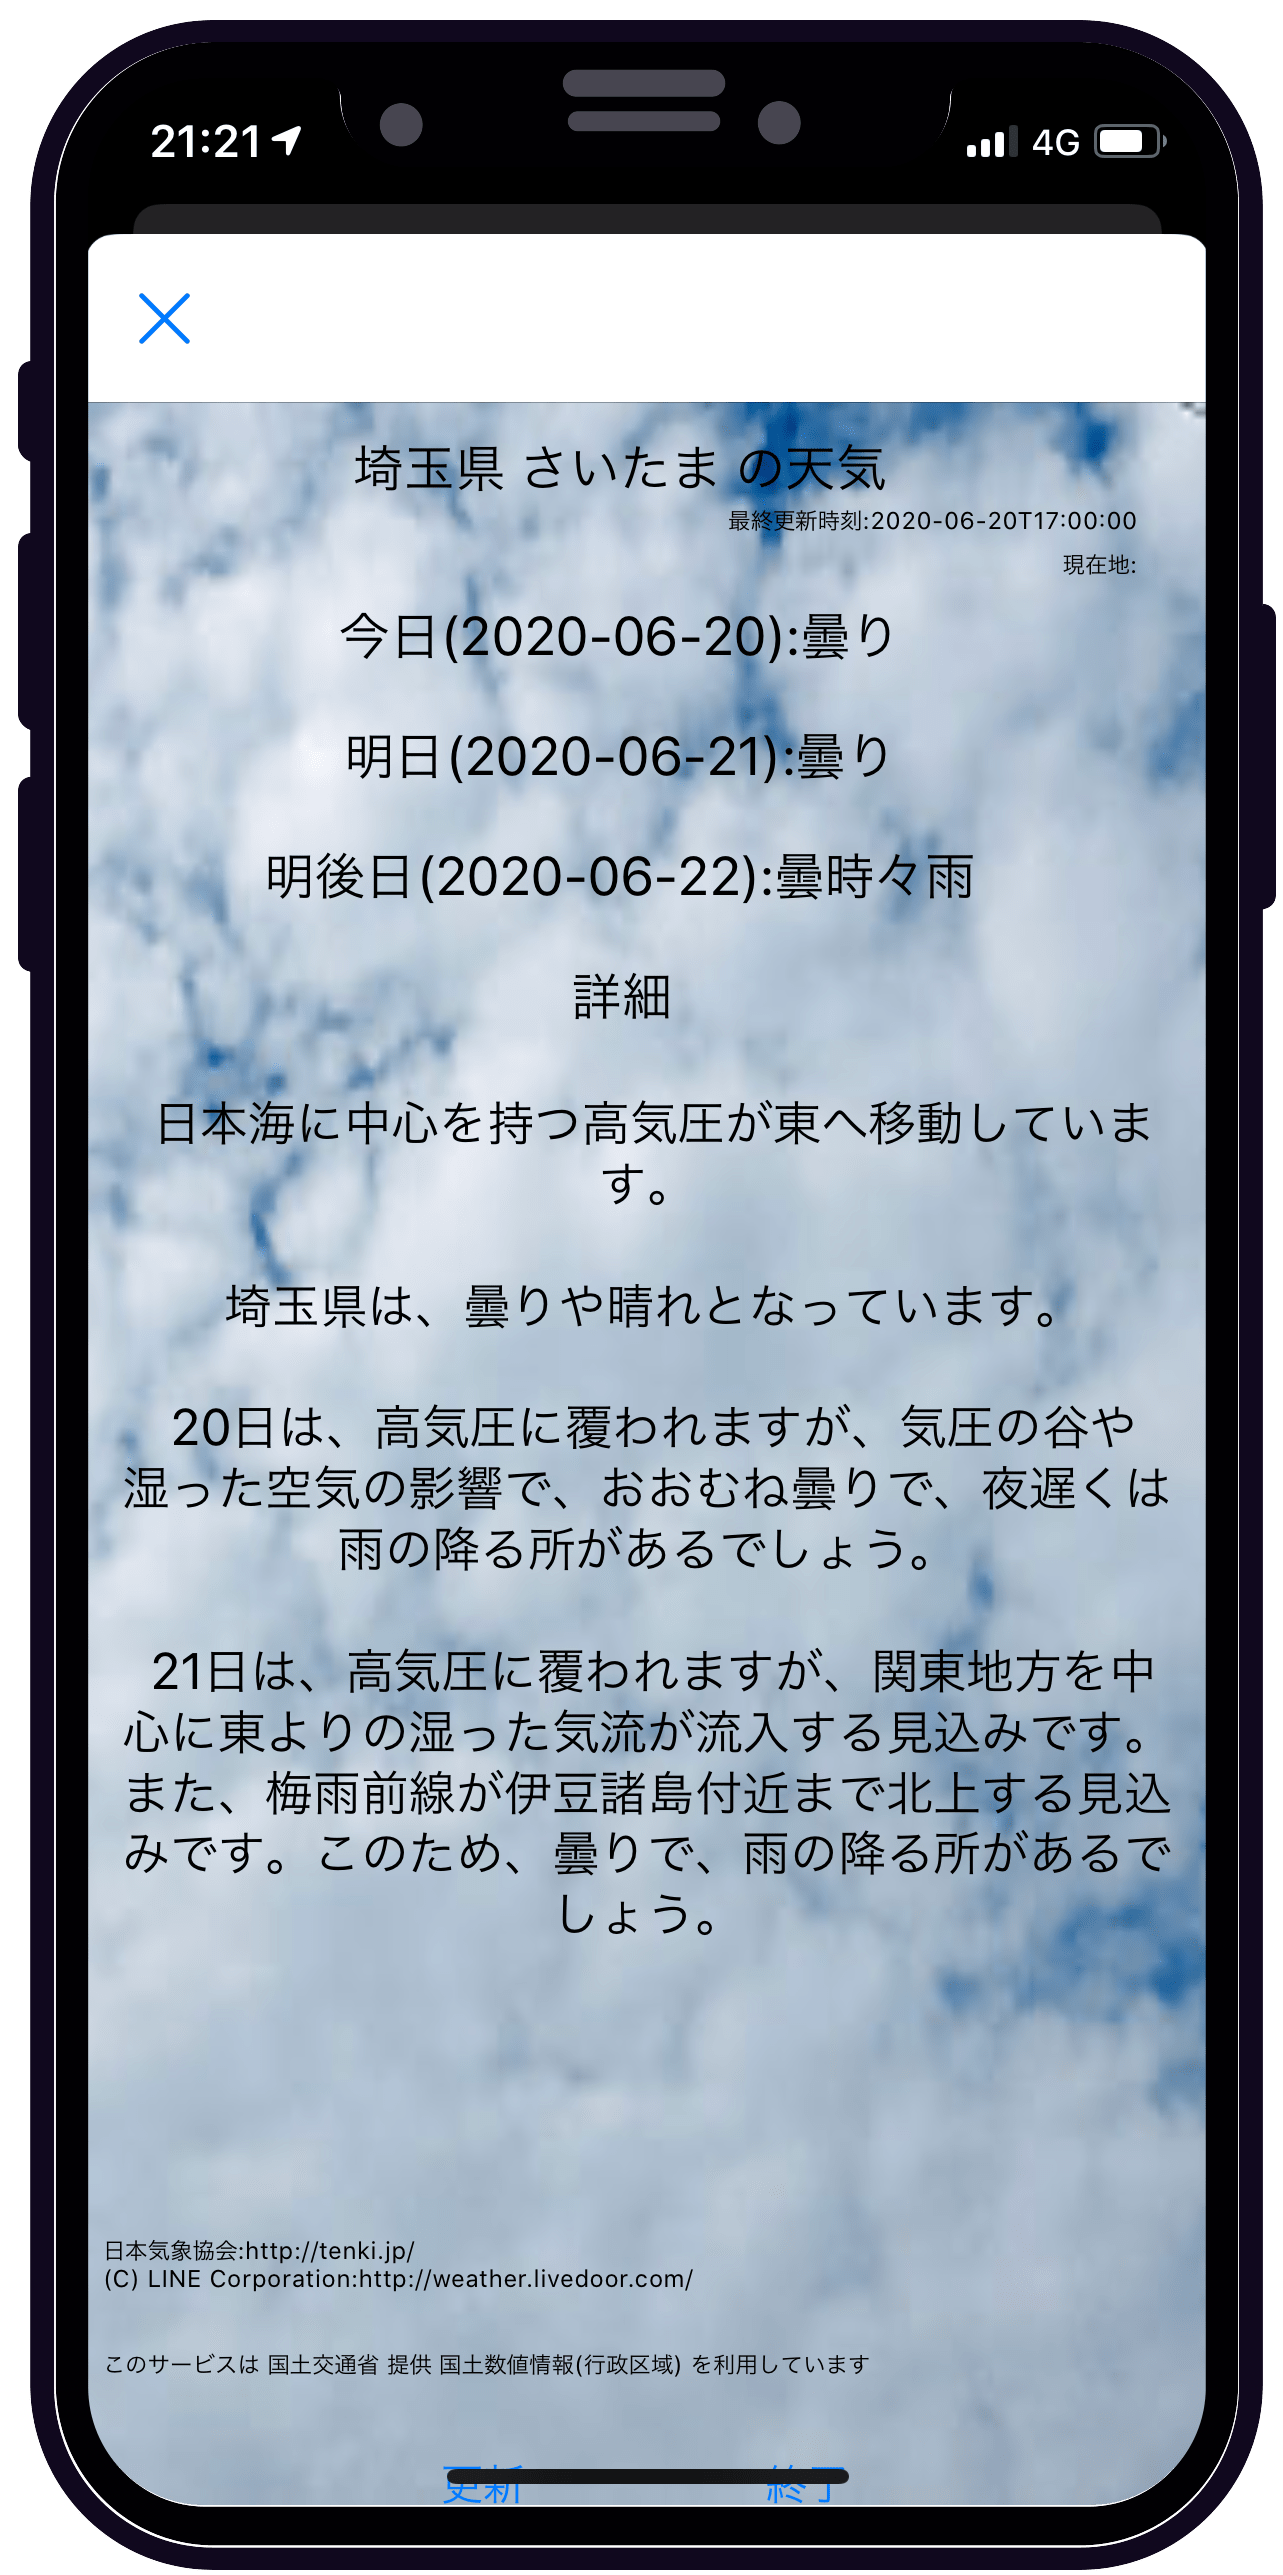 21:21 4G
埼玉県 さいたま の天気
最終更新時刻:2020-06-20T17:00:00
現在地:
今日(2020-06-20):曇り
明日(2020-06-21):曇り
明後日(2020-06-22):曇時々雨
詳細
日本海に中心を持つ高気圧が東へ移動していま
す。
埼玉県は、曇りや晴れとなっています。
20日は、高気圧に覆われますが、気圧の谷や
湿った空気の影響で、おおむね曇りで、夜遅くは
雨の降る所があるでしょう。
21日は、高気圧に覆われますが、関東地方を中
心に東よりの湿った気流が流入する見込みです。
また、梅雨前線が伊豆諸島付近まで北上する見込
みです。このため、曇りで、雨の降る所があるで
しょう。
日本気象協会:http://tenki.jp/
(C) LINE Corporation:http://weather.livedoor.com/
このサービスは 国土交通省 提供 国土数値情報(行政区域) を利用しています
更新 終了